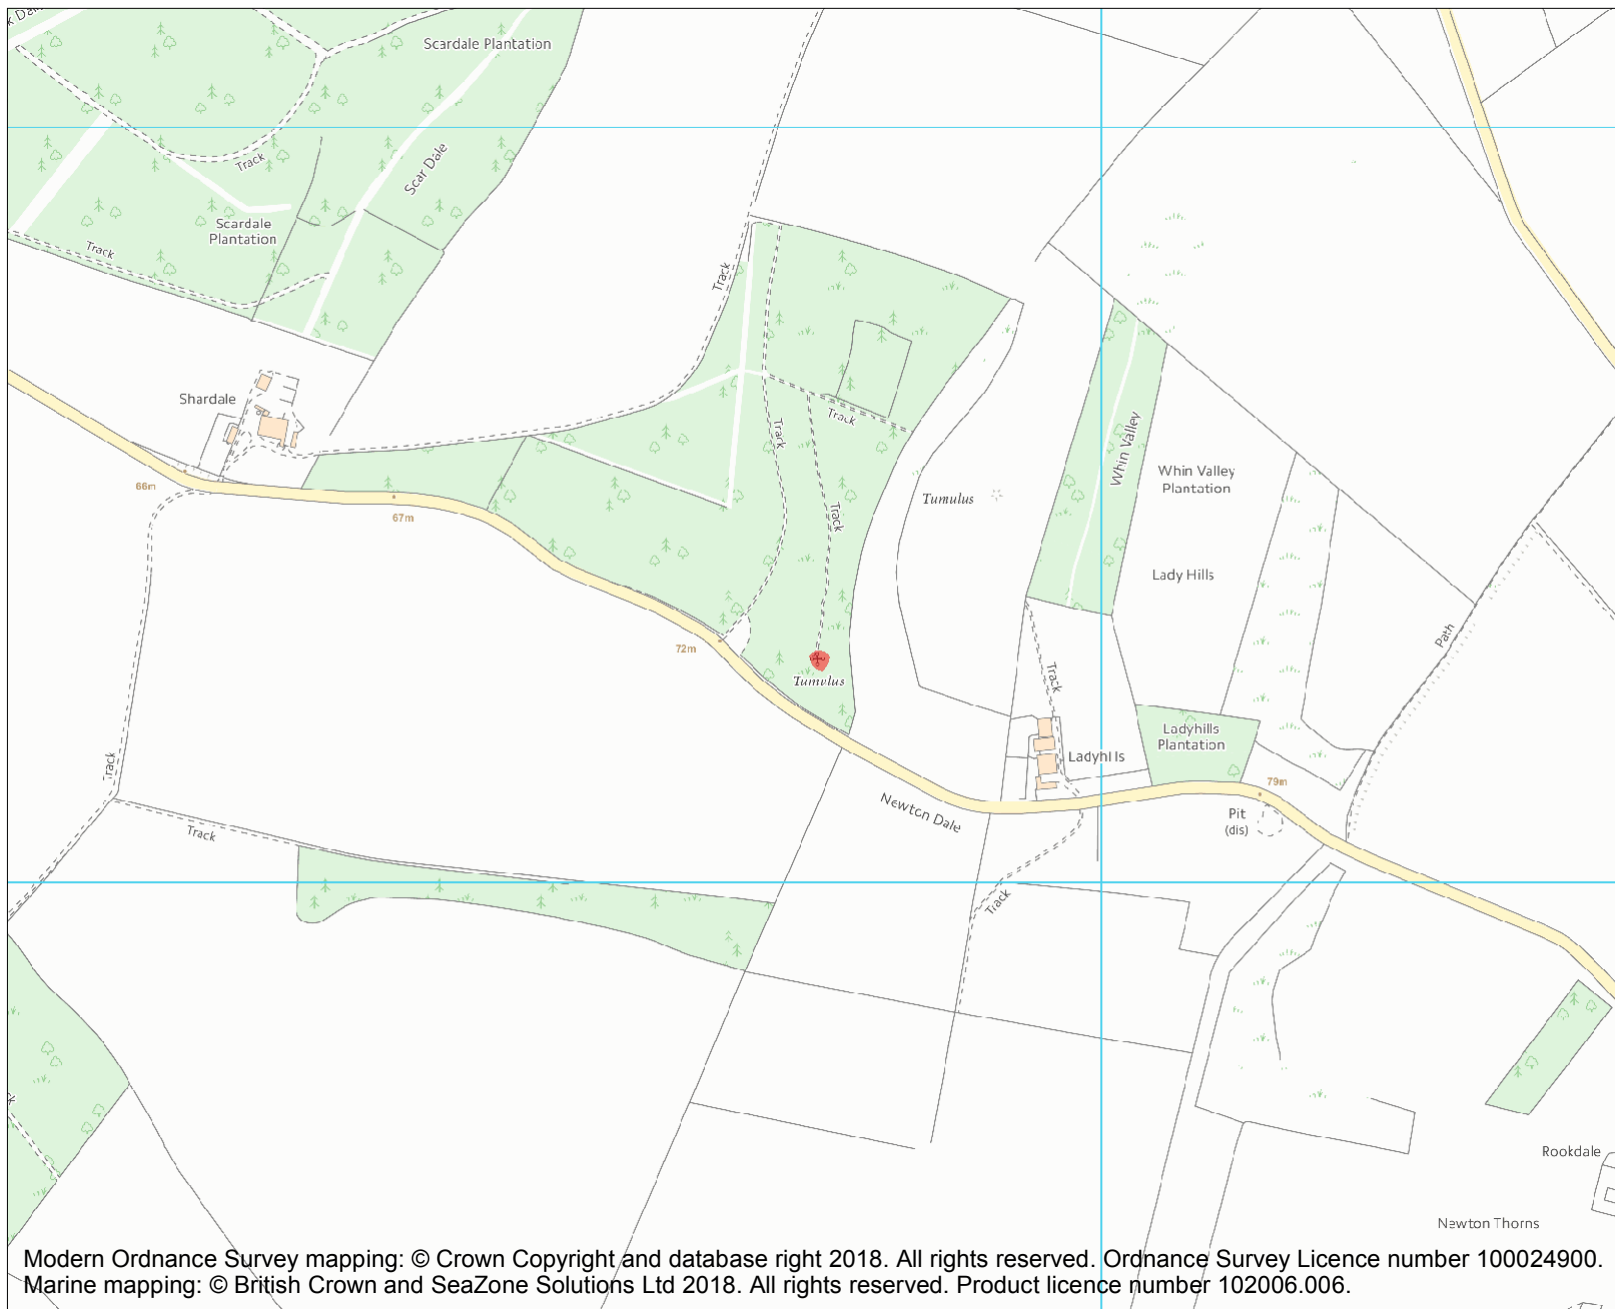 Scardale Plantation
Track
Scar Dale
Scardale
Plantation
Track
Track
Shardale
66m
67m
Track
Track
Track
Tumulus
Whin Valley
Whin Valley
Plantation
Lady Hills
Path
72m
Tumulus
Track
Ladyhills
Plantation
Ladyhills
79m
Track
Newton Dale
Pit
(dis)
Track
Track
Rookdale
Newton Thorns
Modern Ordnance Survey mapping: © Crown Copyright and database right 2018. All rights reserved. Ordnance Survey Licence number 100024900.
Marine mapping: © British Crown and SeaZone Solutions Ltd 2018. All rights reserved. Product licence number 102006.006.